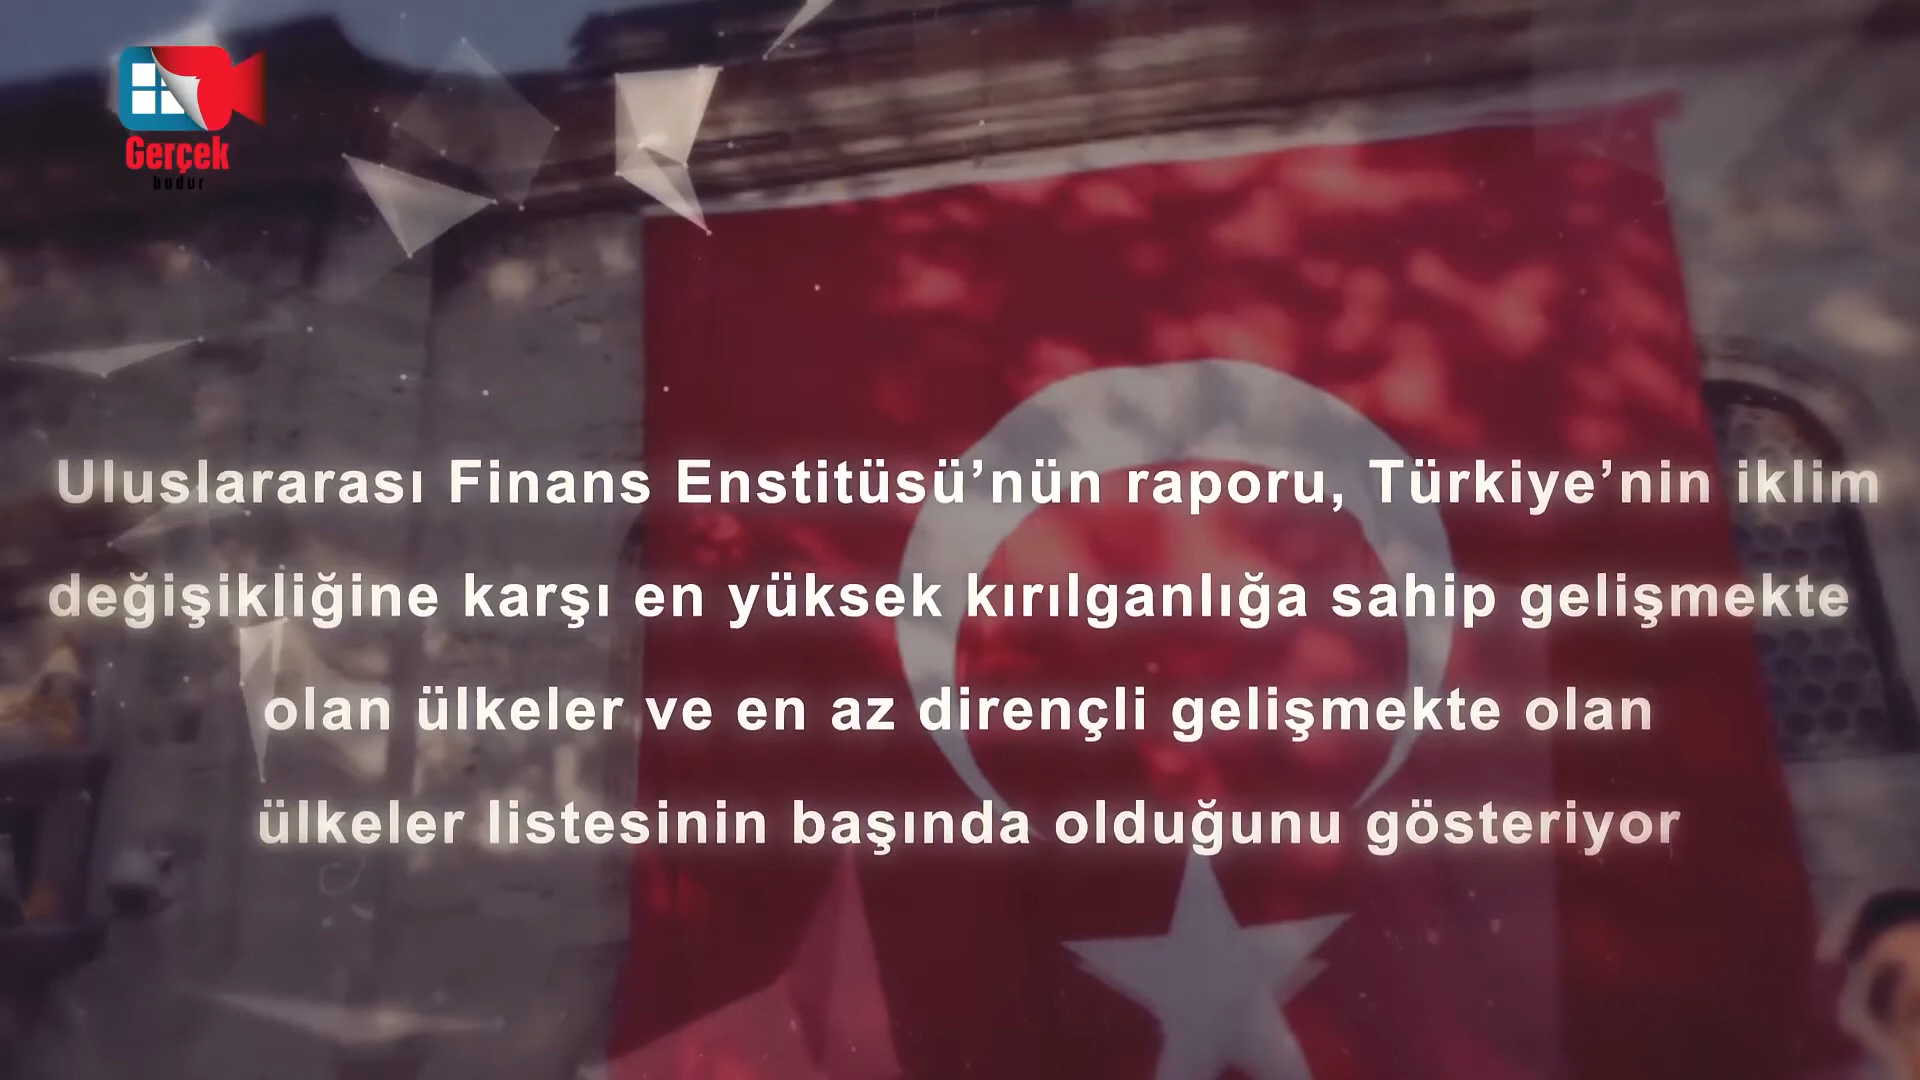 Gerçek
budur
Uluslararası Finans Enstitüsü’nün raporu, Türkiye’nin iklim
değişikliğine karşı en yüksek kırılganlığa sahip gelişmekte
olan ülkeler ve en az dirençli gelişmekte olan
ülkeler listesinin başında olduğunu gösteriyor